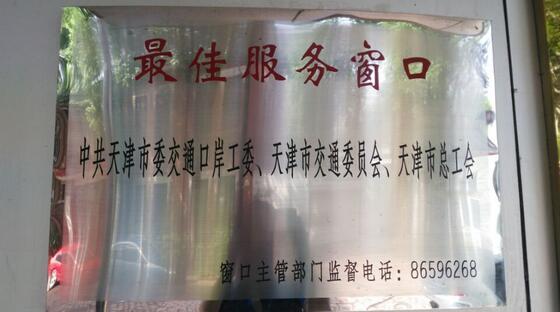 最佳服务窗口
中共天津市委交通口岸工委、天津市交通委员会、天津市总工会
窗口主管部门监督电话：86596268